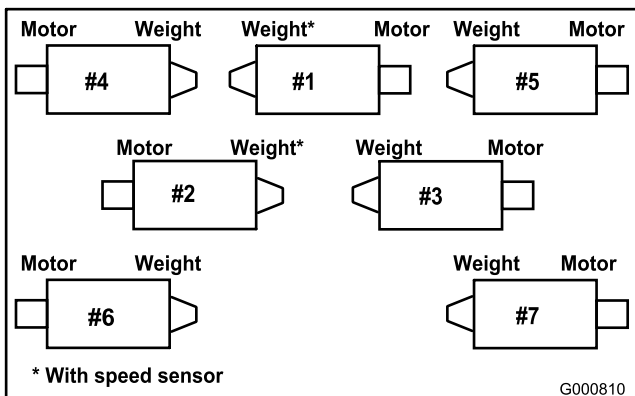 Motor Weight Weight* Motor Weight Motor
#4 #1 #5
Motor Weight* Weight Motor
#2 #3
Motor Weight Weight Motor
#6 #7
* With speed sensor
G000810